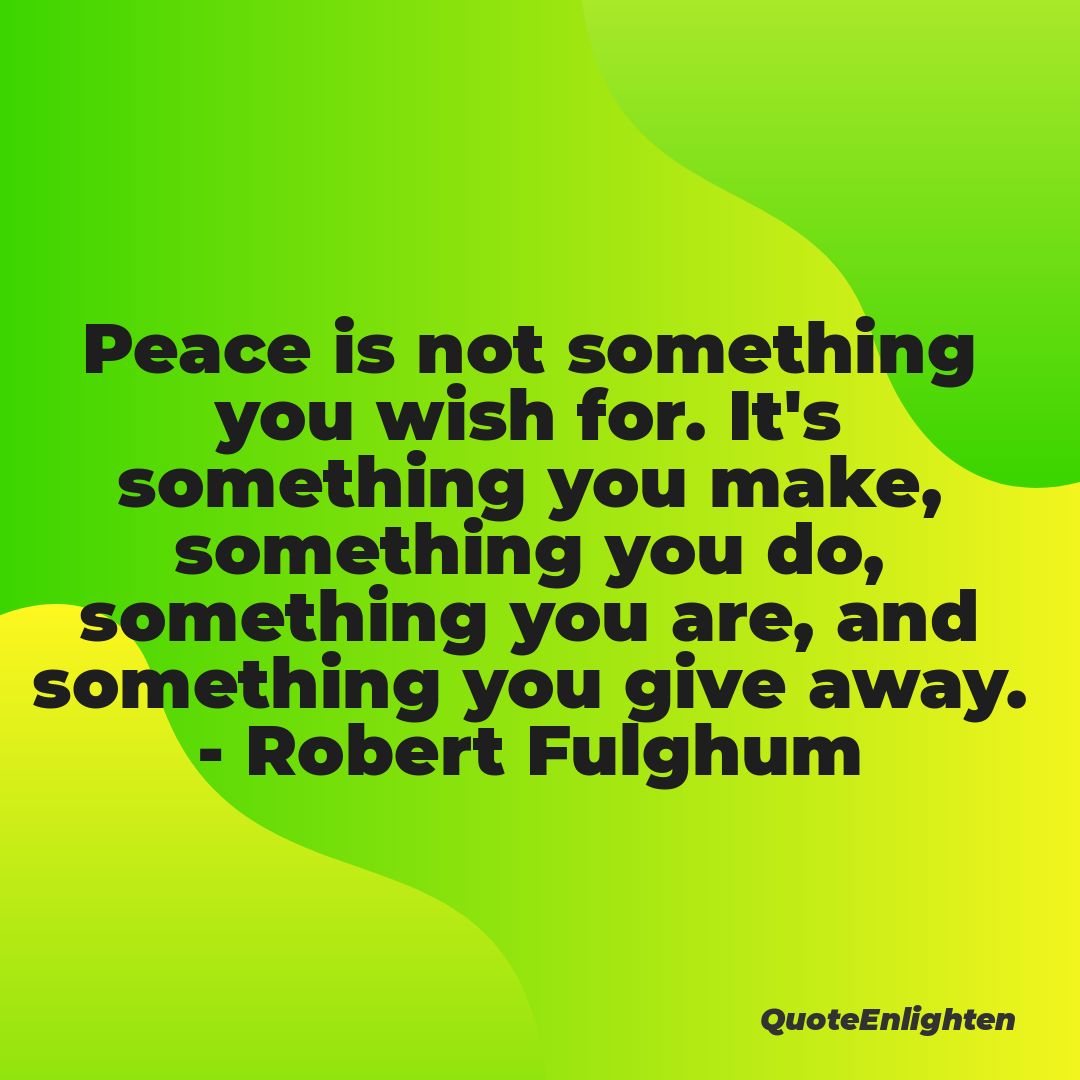 Peace is not something
you wish for. It's
something you make,
something you do,
something you are, and
something you give away.
- Robert Fulghum
QuoteEnlighten